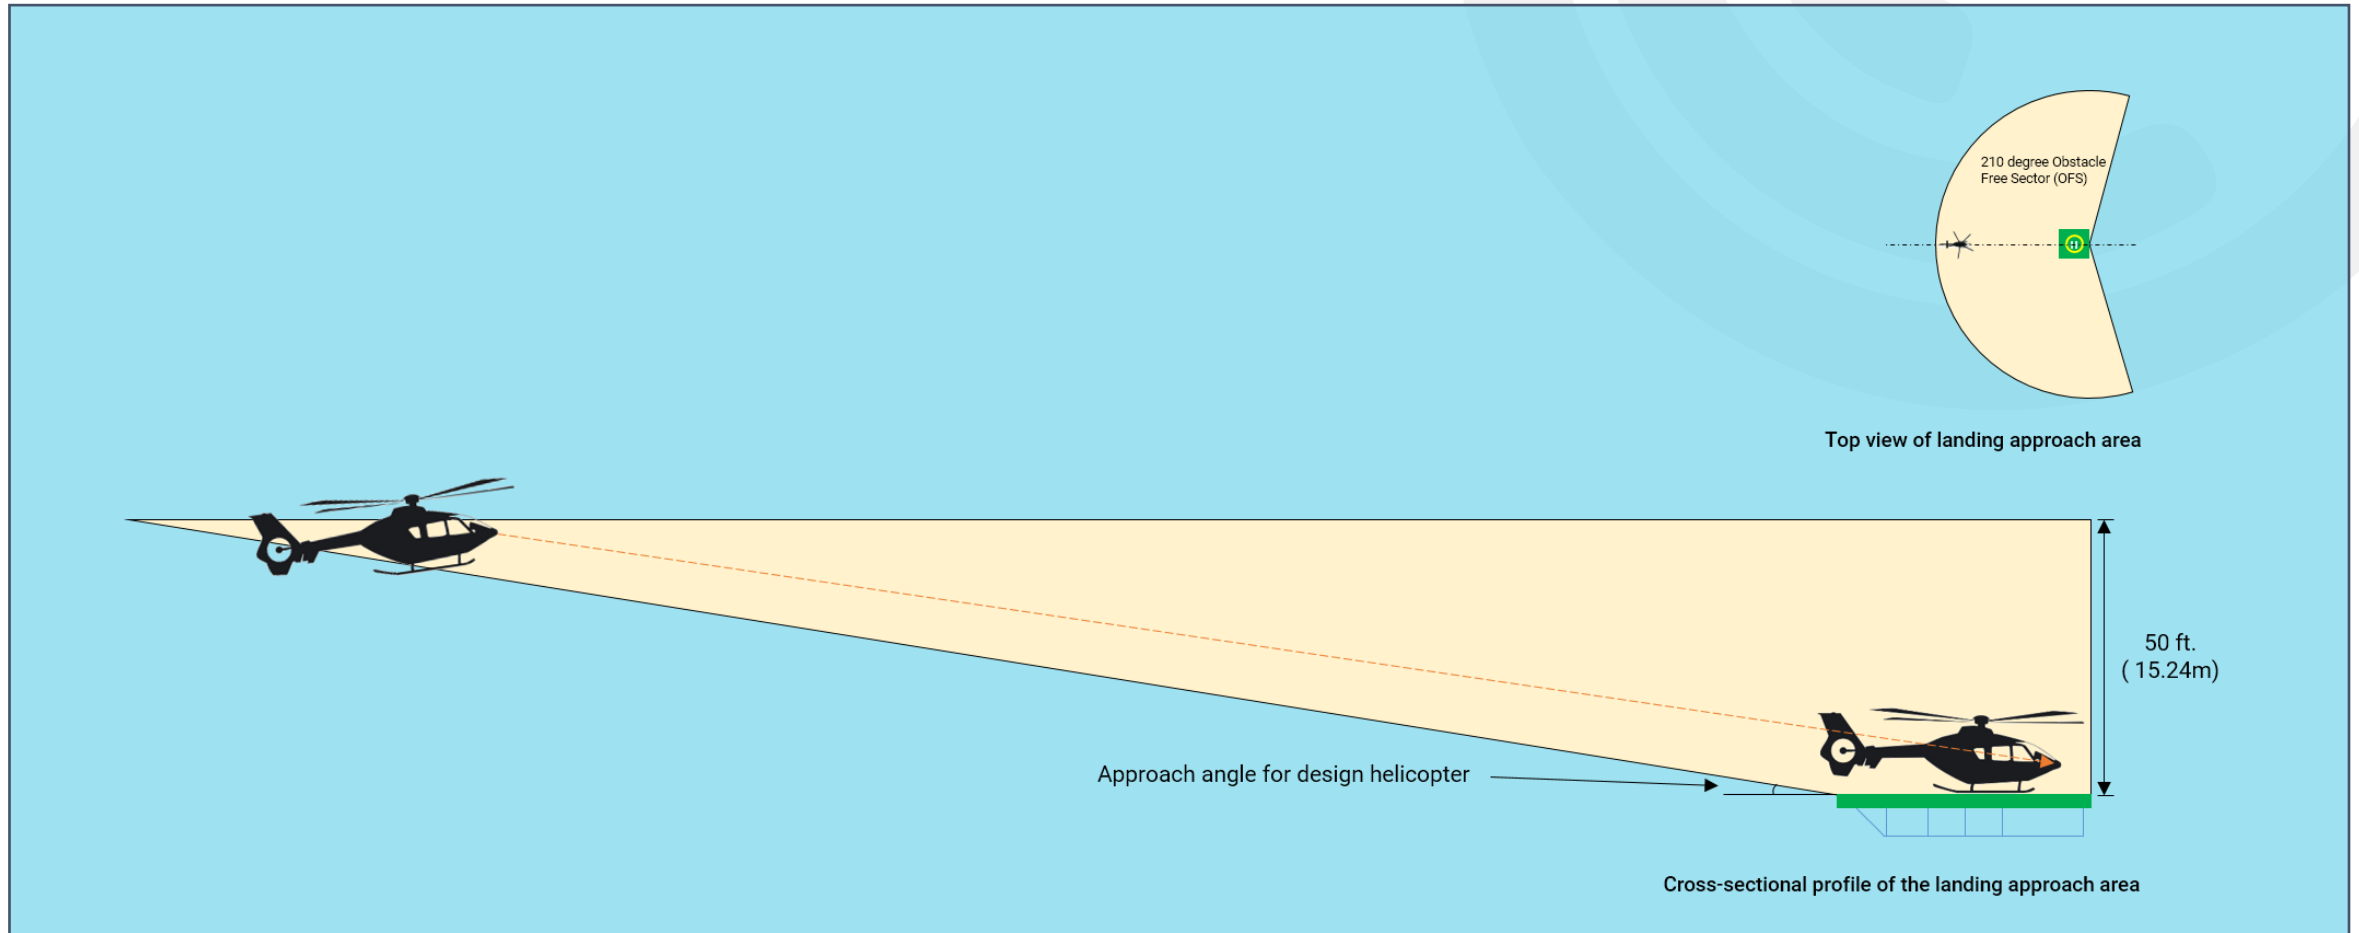 210 degree Obstacle
Free Sector (OFS)
H
Top view of landing approach area
50 ft.
( 15.24m)
Approach angle for design helicopter
Cross-sectional profile of the landing approach area